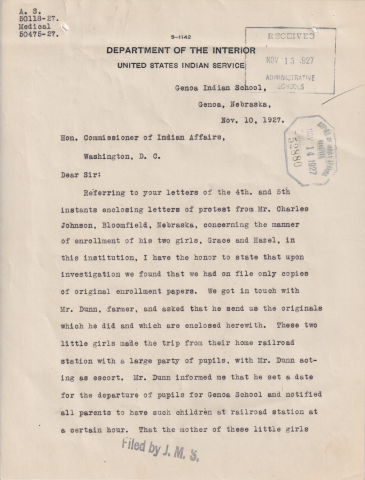 A. S.
50118-27.
Medical
50475-27.
5-1142
DEPARTMENT OF THE INTERIOR
UNITED STATES INDIAN SERVICE
RECEIVED
NOV 15 1927
ADMINISTRATIVE
SCHOOLS
Genoa Indian School,
Genoa, Nebraska,
Nov. 10, 1927.
NOV 14 1927
Hon. Commissioner of Indian Affairs,
Washington, D. C.
Dear Sir:
Referring to your letters of the 4th. and 5th
instants enclosing letters of protest from Mr. Charles
Johnson, Bloomfield, Nebraska, concerning the manner
of enrollment of his two girls, Grace and Hazel, in
this institution, I have the honor to state that upon
investigation we found that we had on file only copies
of original enrollment papers. We got in touch with
Mr. Dunn, farmer, and asked that he send us the originals
which he did and which are enclosed herewith. These two
little girls made the trip from their home railroad
station with a large party of pupils, with Mr. Dunn act-
ing as escort. Mr. Dunn informed me that he set a date
for the departure of pupils for Genoa School and notified
all parents to have such children at railroad station at
a certain hour. That the mother of these little girls
Filed by J. M. S.